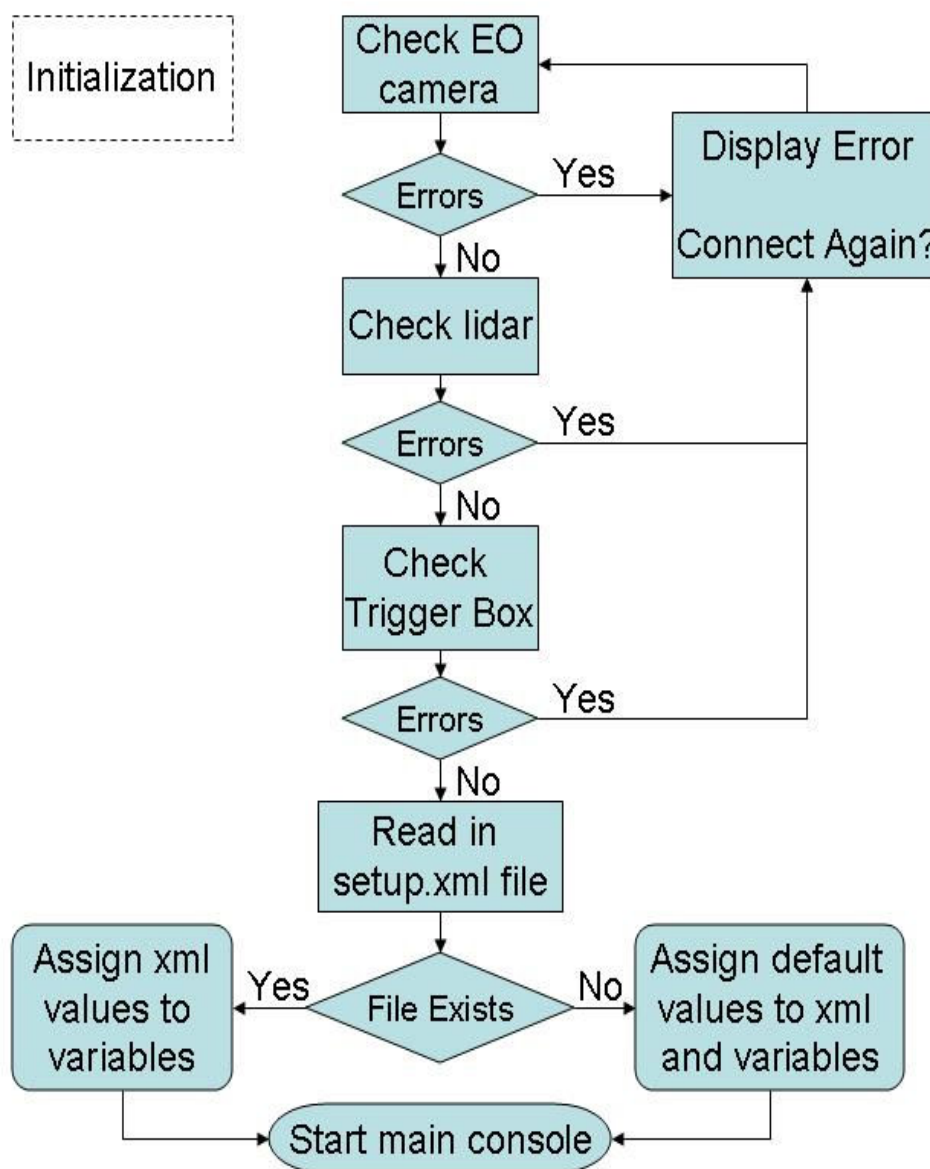 Initialization
Check EO
camera
Display Error
Connect Again?
Errors
Yes
No
Check lidar
Errors
Yes
No
Check
Trigger Box
Errors
Yes
No
Read in
setup.xml file
File Exists
Yes
No
Assign xml
values to
variables
Assign default
values to xml
and variables
Start main console